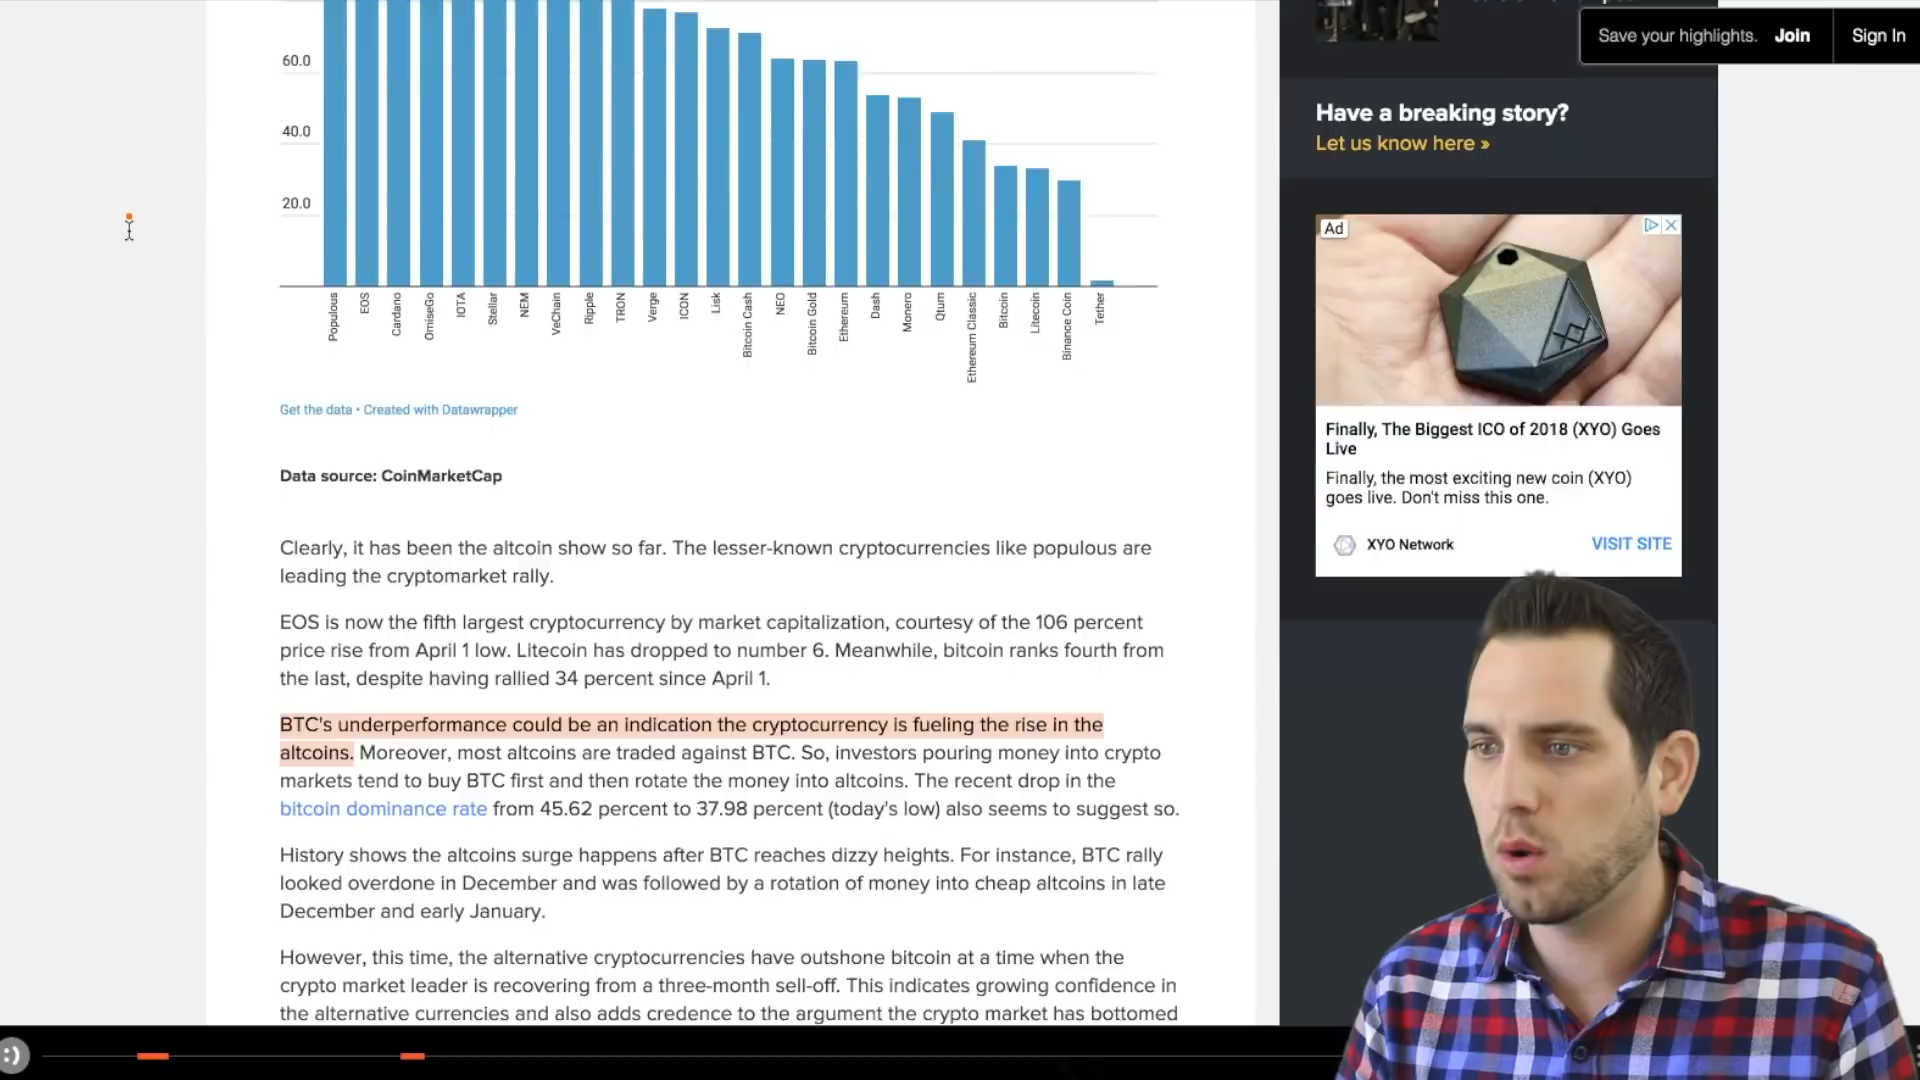 Save your highlights. Join Sign In
60.0
40.0
20.0
Populous
EOS
Cardano
OmiseGo
IOTA
Stellar
NEM
VeChain
Ripple
TRON
Verge
ICON
Lisk
Bitcoin Cash
NEO
Bitcoin Gold
Ethereum
Dash
Monero
Qtum
Ethereum Classic
Bitcoin
Litecoin
Binance Coin
Tether
Get the data • Created with Datawrapper
Data source: CoinMarketCap
Clearly, it has been the altcoin show so far. The lesser-known cryptocurrencies like populous are
leading the cryptomarket rally.
EOS is now the fifth largest cryptocurrency by market capitalization, courtesy of the 106 percent
price rise from April 1 low. Litecoin has dropped to number 6. Meanwhile, bitcoin ranks fourth from
the last, despite having rallied 34 percent since April 1.
BTC's underperformance could be an indication the cryptocurrency is fueling the rise in the
altcoins. Moreover, most altcoins are traded against BTC. So, investors pouring money into crypto
markets tend to buy BTC first and then rotate the money into altcoins. The recent drop in the
bitcoin dominance rate from 45.62 percent to 37.98 percent (today's low) also seems to suggest so.
History shows the altcoins surge happens after BTC reaches dizzy heights. For instance, BTC rally
looked overdone in December and was followed by a rotation of money into cheap altcoins in late
December and early January.
However, this time, the alternative cryptocurrencies have outshone bitcoin at a time when the
crypto market leader is recovering from a three-month sell-off. This indicates growing confidence in
the alternative currencies and also adds credence to the argument the crypto market has bottomed
Have a breaking story?
Let us know here »
Ad
Finally, The Biggest ICO of 2018 (XYO) Goes
Live
Finally, the most exciting new coin (XYO)
goes live. Don't miss this one.
XYO Network VISIT SITE
:)